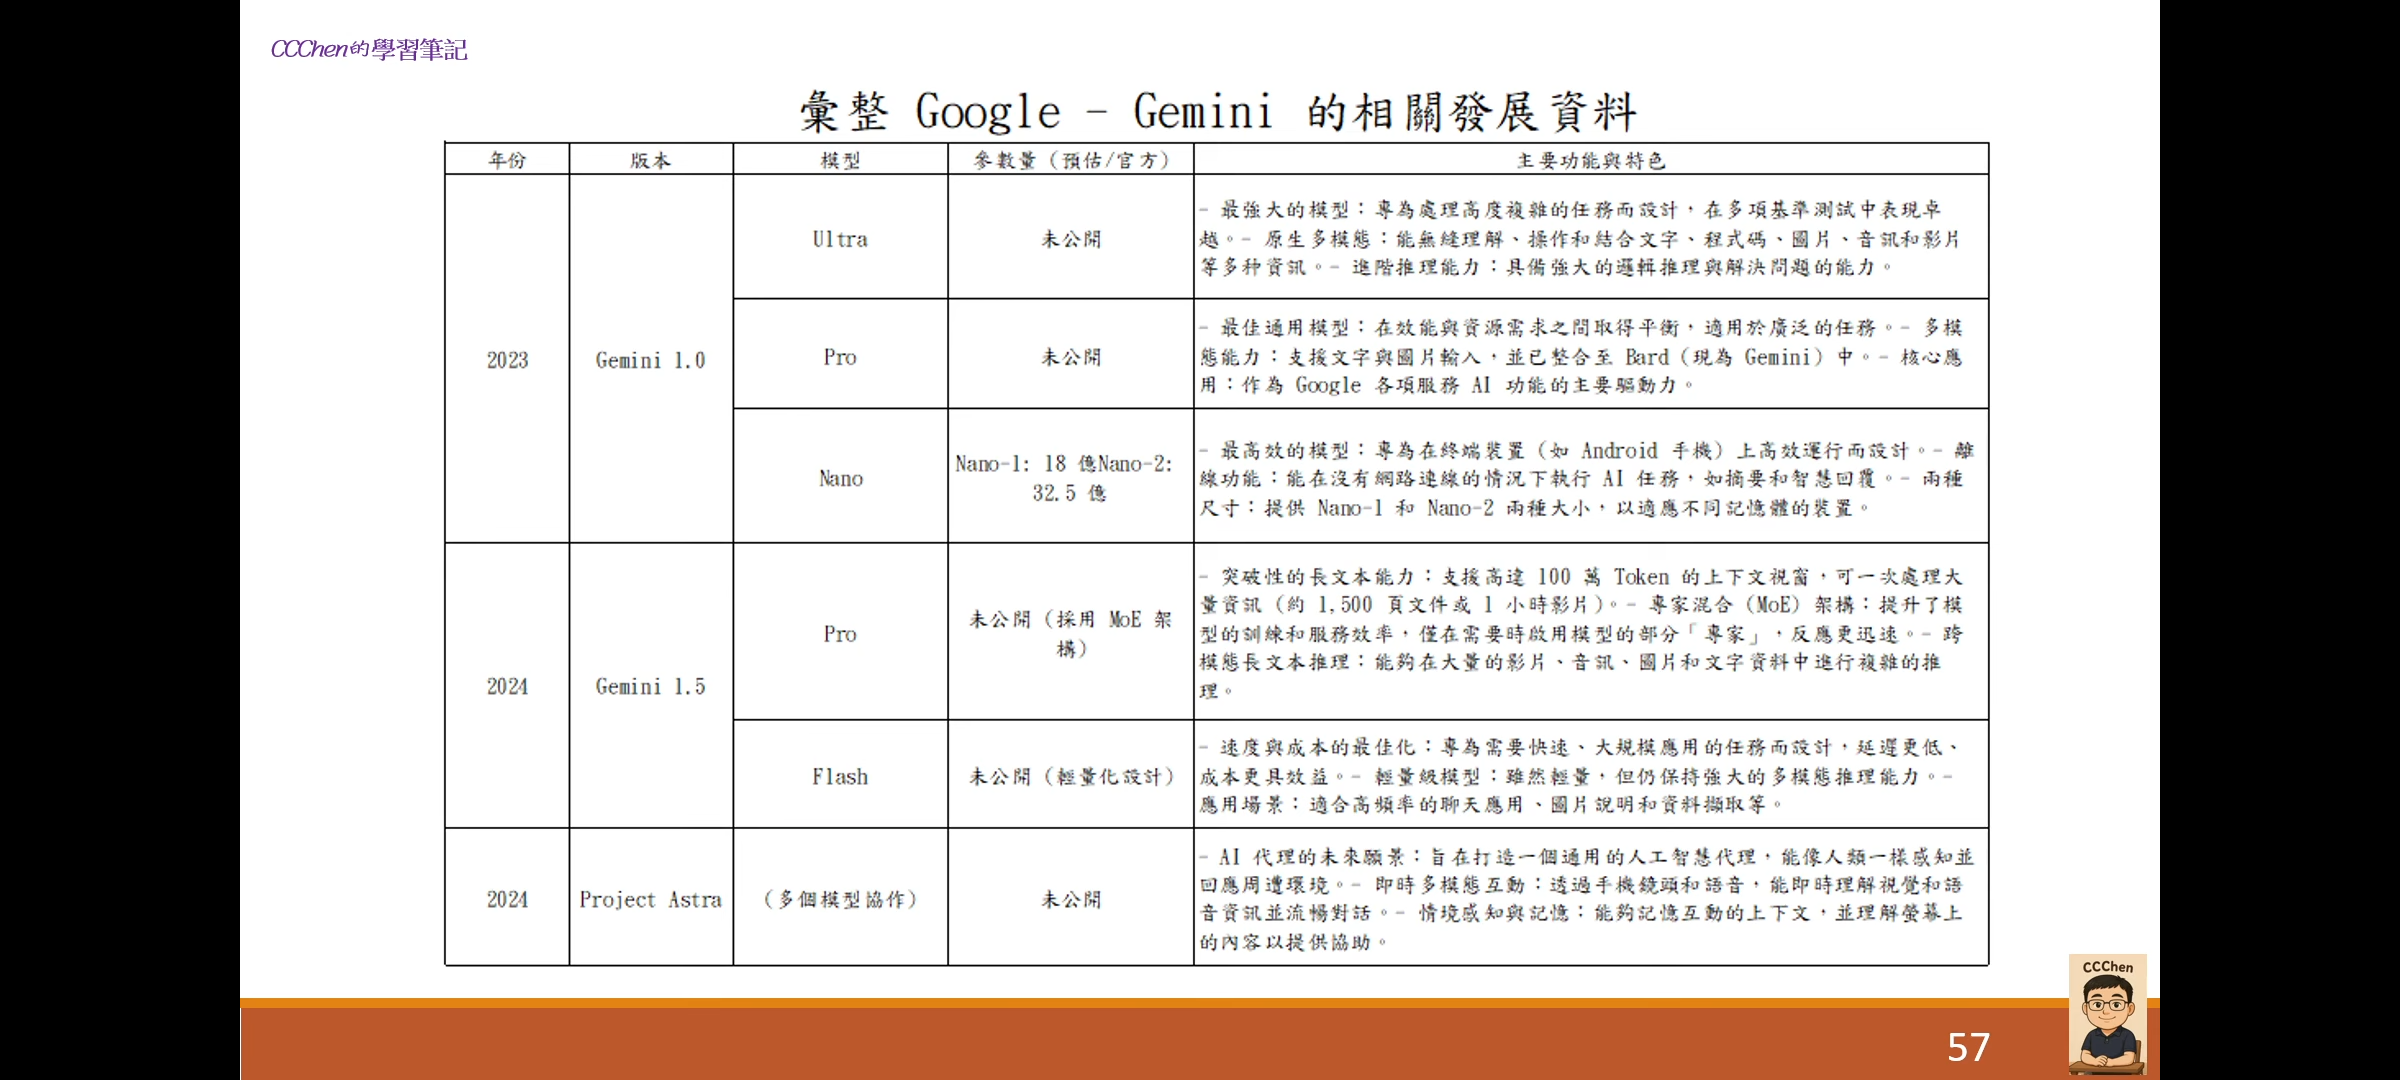 CCChen的學習筆記
彙整 Google - Gemini 的相關發展資料
年份 版本 模型 參數量（預估/官方） 主要功能與特色
2023 Gemini 1.0
Ultra 未公開
- 最強大的模型：專為處理高度複雜的任務而設計，在多項基準測試中表現卓
越。- 原生多模態：能無縫理解、操作和結合文字、程式碼、圖片、音訊和影片
等多种資訊。- 進階推理能力：具備強大的邏輯推理與解決問題的能力。
Pro 未公開
- 最佳通用模型：在效能與資源需求之間取得平衡，適用於廣泛的任務。- 多模
態能力：支援文字與圖片輸入，並已整合至 Bard（現為 Gemini）中。- 核心應
用：作為 Google 各項服務 AI 功能的主要驅動力。
Nano
Nano-1: 18 億Nano-2:
32.5 億
- 最高效的模型：專為在終端裝置（如 Android 手機）上高效運行而設計。- 離
線功能：能在沒有網路連線的情況下執行 AI 任務，如摘要和智慧回覆。- 兩種
尺寸：提供 Nano-1 和 Nano-2 兩種大小，以適應不同記憶體的裝置。
2024 Gemini 1.5
Pro
未公開（採用 MoE 架
構）
- 突破性的長文本能力：支援高達 100 萬 Token 的上下文視窗，可一次處理大
量資訊（約 1,500 頁文件或 1 小時影片）。- 專家混合（MoE）架構：提升了模
型的訓練和服務效率，僅在需要時啟用模型的部分「專家」，反應更迅速。- 跨
模態長文本推理：能夠在大量的影片、音訊、圖片和文字資料中進行複雜的推
理。
Flash 未公開（輕量化設計）
- 速度與成本的最佳化：專為需要快速、大規模應用的任務而設計，延遲更低、
成本更具效益。- 輕量級模型：雖然輕量，但仍保持強大的多模態推理能力。-
應用場景：適合高頻率的聊天應用、圖片說明和資料擷取等。
2024 Project Astra （多個模型協作） 未公開
- AI 代理的未來願景：旨在打造一個通用的人工智慧代理，能像人類一樣感知並
回應周遭環境。- 即時多模態互動：透過手機鏡頭和語音，能即時理解視覺和語
音資訊並流暢對話。- 情境感知與記憶：能夠記憶互動的上下文，並理解螢幕上
的內容以提供協助。
CCChen
57